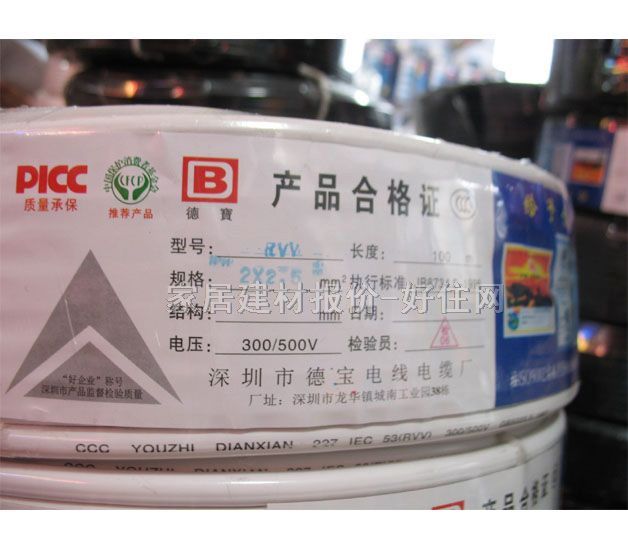 PICC
质量承保
中国保护消费者基金会
CFCP
推荐产品
B
德寶
产品合格证
CCC
型号: RVV
长度: 100 m
规格: 2X2.5 mm²
执行标准
家居建材报价-好住网
结构: mm
日期:
电压: 300/500V
检验员:
深圳市德宝电线电缆厂
厂址:深圳市龙华镇城南工业园38栋
“好企业”称号
深圳市产品监督检验质量
CCC YOUZHI DIANXIAN 227 IEC 53(RVV) 300/500V
CCC YOUZHI DIANXIAN 227 IEC